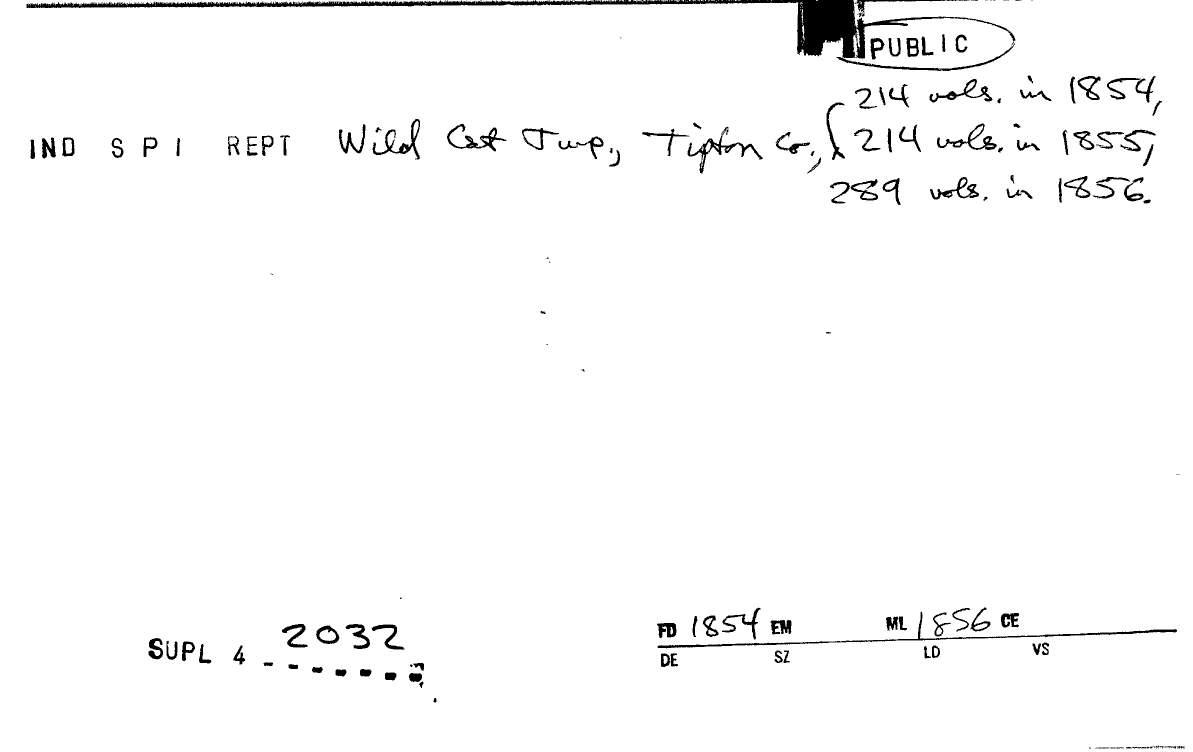 PUBLIC
214 vols. in 1854,
IND S P I REPT Wild Cat Twp., Tipton Co., 214 vols. in 1855,
289 vols. in 1856.
SUPL 4 2032
FD 1854 EM ML 1856 CE
DE SZ LD VS